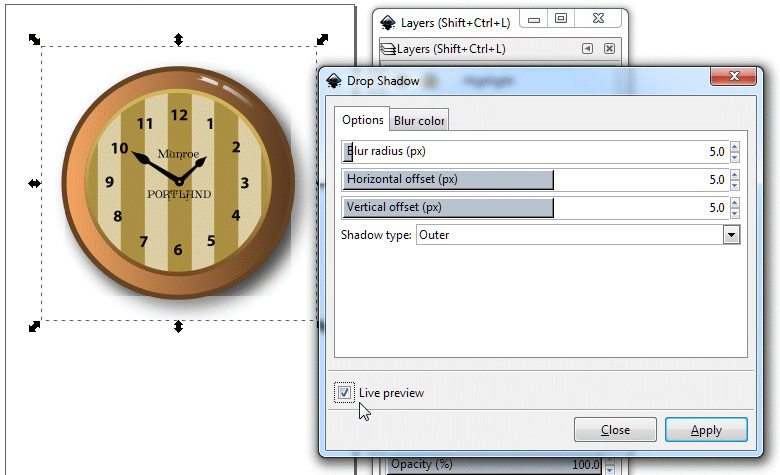 Layers (Shift+Ctrl+L)
Layers (Shift+Ctrl+L)
Drop Shadow
Options
Blur color
Blur radius (px)
5.0
Horizontal offset (px)
5.0
Vertical offset (px)
5.0
Shadow type:
Outer
Live preview
Close
Apply
Opacity (%)
100.0
12
11
1
10
2
Munroe
9
3
PORTLAND
8
4
7
5
6